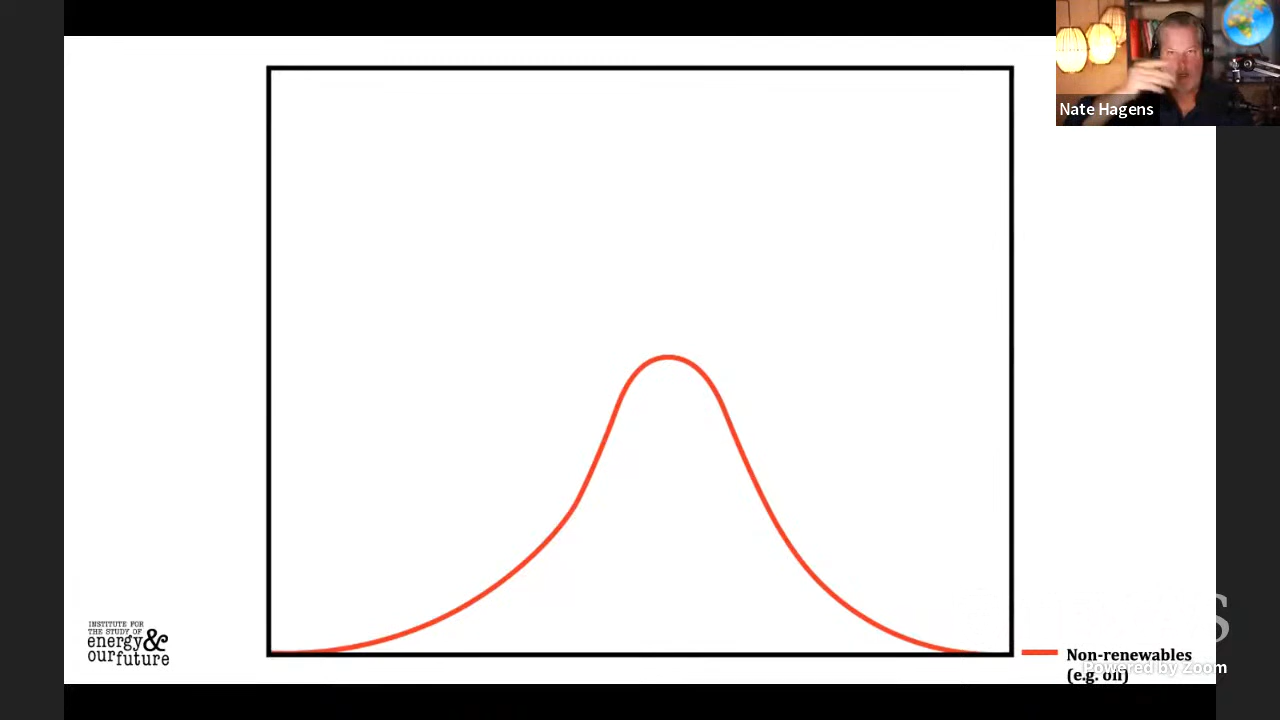 Nate Hagens
INSTITUTE FOR
THE STUDY OF
energy&
our future
Non-renewables
(e.g. oil)
Powered by Zoom